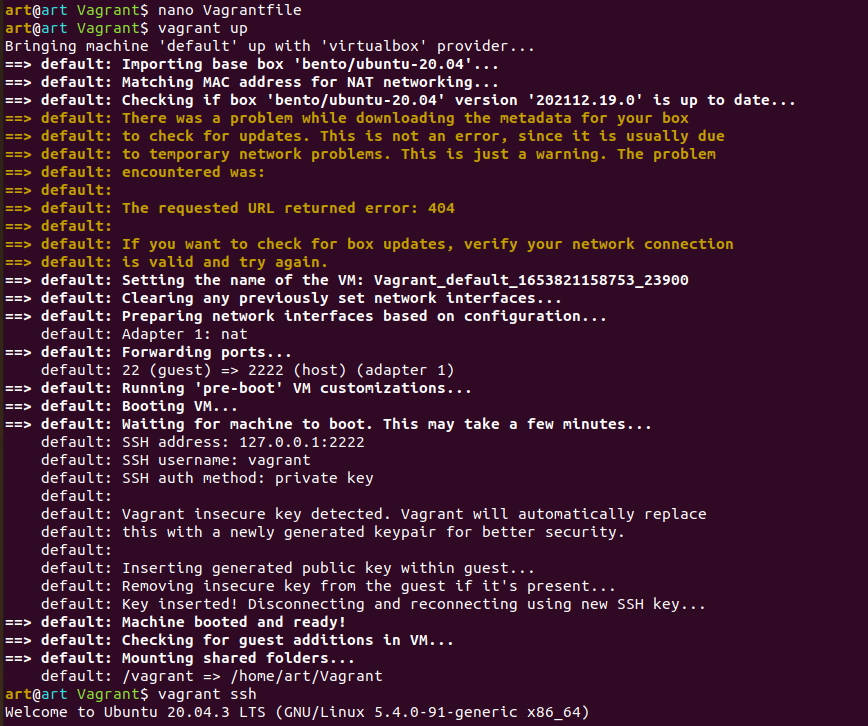 art@art Vagrant$ nano Vagrantfile
art@art Vagrant$ vagrant up
Bringing machine 'default' up with 'virtualbox' provider...
==> default: Importing base box 'bento/ubuntu-20.04'...
==> default: Matching MAC address for NAT networking...
==> default: Checking if box 'bento/ubuntu-20.04' version '202112.19.0' is up to date...
==> default: There was a problem while downloading the metadata for your box
==> default: to check for updates. This is not an error, since it is usually due
==> default: to temporary network problems. This is just a warning. The problem
==> default: encountered was:
==> default:
==> default: The requested URL returned error: 404
==> default:
==> default: If you want to check for box updates, verify your network connection
==> default: is valid and try again.
==> default: Setting the name of the VM: Vagrant_default_1653821158753_23900
==> default: Clearing any previously set network interfaces...
==> default: Preparing network interfaces based on configuration...
    default: Adapter 1: nat
==> default: Forwarding ports...
    default: 22 (guest) => 2222 (host) (adapter 1)
==> default: Running 'pre-boot' VM customizations...
==> default: Booting VM...
==> default: Waiting for machine to boot. This may take a few minutes...
    default: SSH address: 127.0.0.1:2222
    default: SSH username: vagrant
    default: SSH auth method: private key
    default:
    default: Vagrant insecure key detected. Vagrant will automatically replace
    default: this with a newly generated keypair for better security.
    default:
    default: Inserting generated public key within guest...
    default: Removing insecure key from the guest if it's present...
    default: Key inserted! Disconnecting and reconnecting using new SSH key...
==> default: Machine booted and ready!
==> default: Checking for guest additions in VM...
==> default: Mounting shared folders...
    default: /vagrant => /home/art/Vagrant
art@art Vagrant$ vagrant ssh
Welcome to Ubuntu 20.04.3 LTS (GNU/Linux 5.4.0-91-generic x86_64)